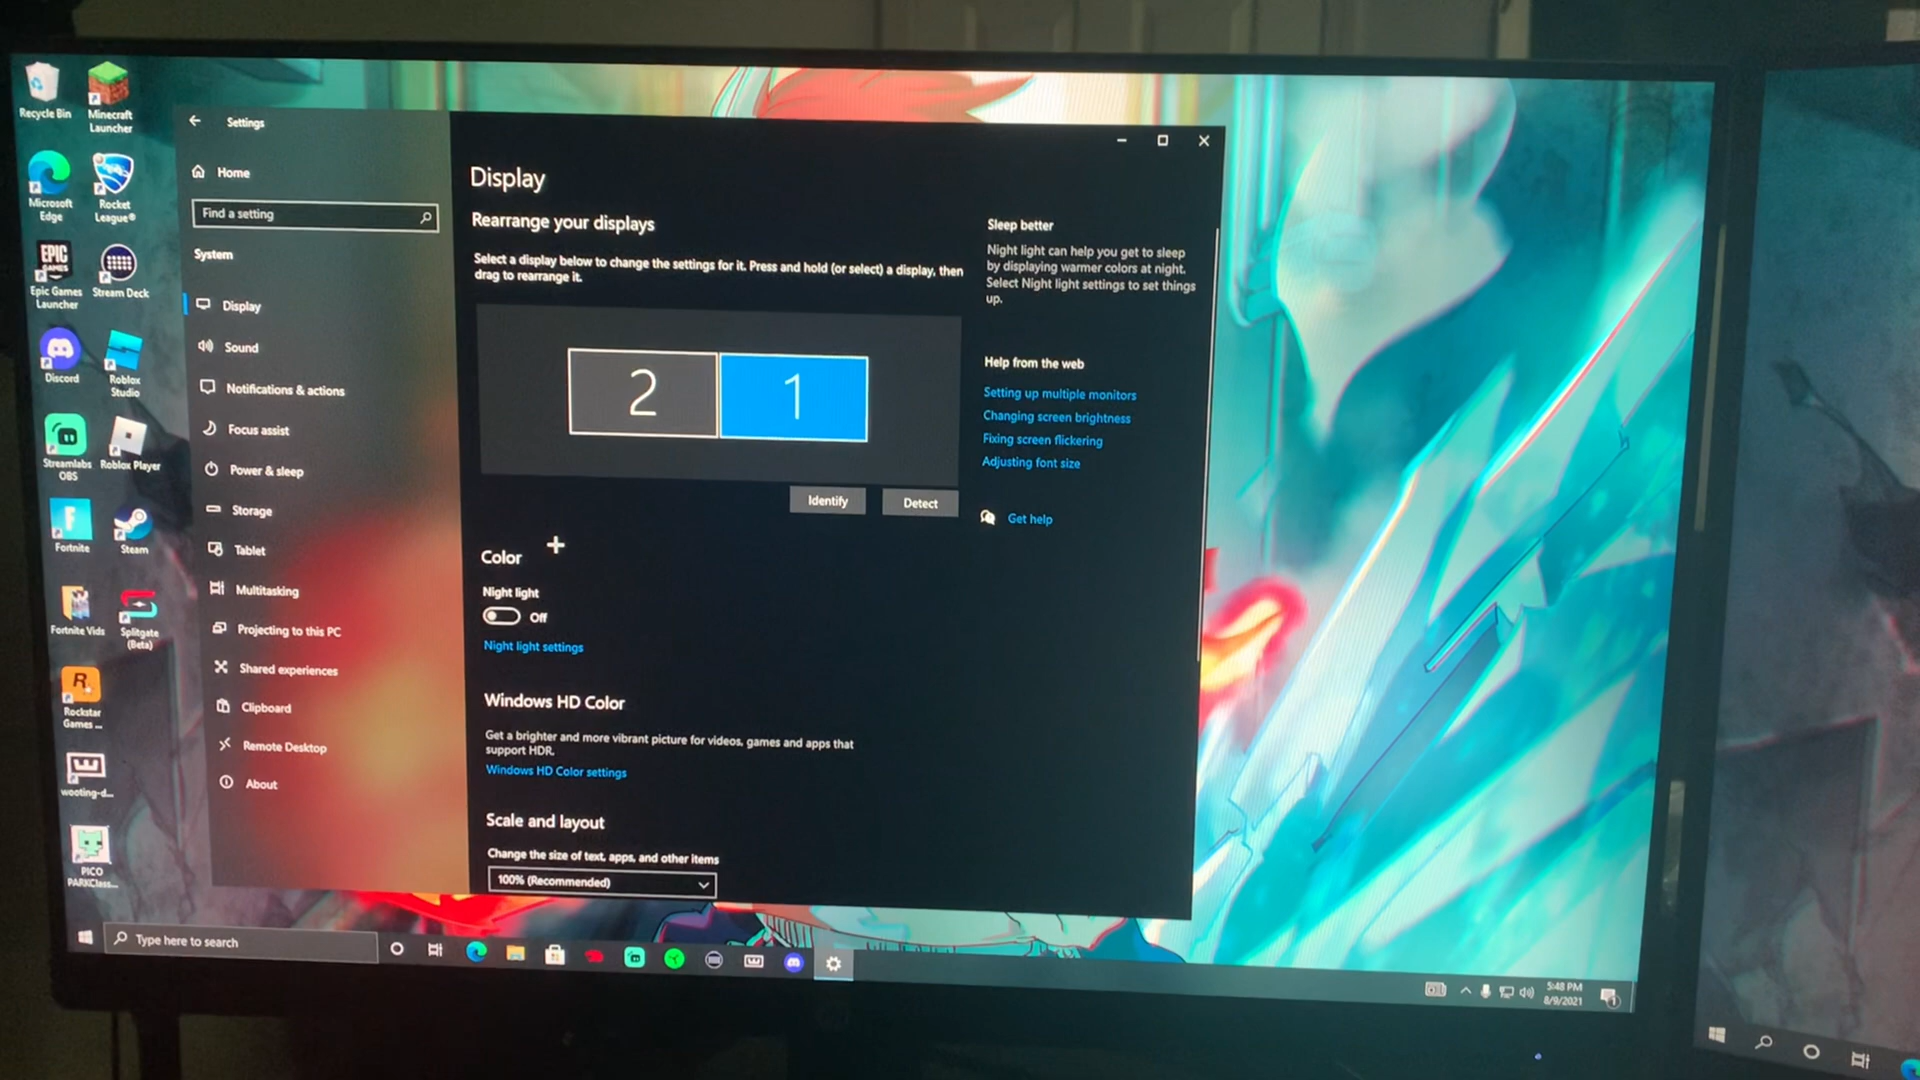 Recycle Bin
Minecraft
Launcher
Microsoft
Edge
Rocket
League®
EPIC
GAMES
Epic Games
Launcher
Stream Deck
Discord
Roblox
Studio
Streamlabs
OBS
Roblox Player
F
Fortnite
Steam
Fortnite Vids
Splitgate
(Beta)
R
Rockstar
Games ...
wooting-d...
PICO
PARKClass...
Settings
Home
Find a setting
System
Display
Sound
Notifications & actions
Focus assist
Power & sleep
Storage
Tablet
Multitasking
Projecting to this PC
Shared experiences
Clipboard
Remote Desktop
About
Display
Rearrange your displays
Select a display below to change the settings for it. Press and hold (or select) a display, then
drag to rearrange it.
2
1
Identify
Detect
Color
Night light
Off
Night light settings
Windows HD Color
Get a brighter and more vibrant picture for videos, games and apps that
support HDR.
Windows HD Color settings
Scale and layout
Change the size of text, apps, and other items
100% (Recommended)
Sleep better
Night light can help you get to sleep
by displaying warmer colors at night.
Select Night light settings to set things
up.
Help from the web
Setting up multiple monitors
Changing screen brightness
Fixing screen flickering
Adjusting font size
Get help
Type here to search
5:48 PM
8/9/2021
1